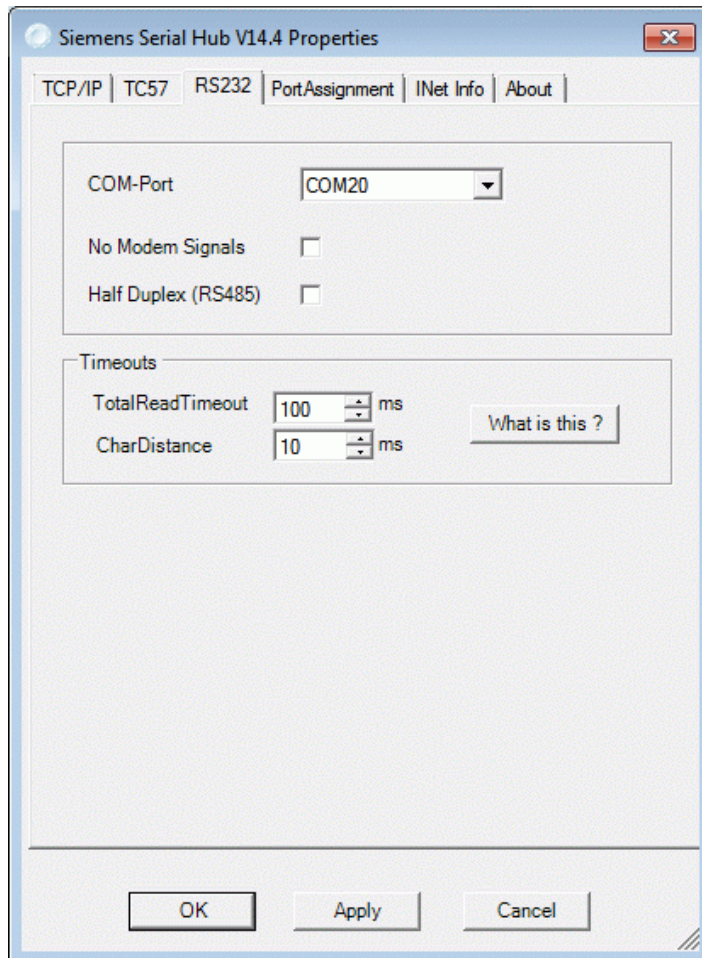 Siemens Serial Hub V14.4 Properties
TCP/IP TC57 RS232 PortAssignment INet Info About
COM-Port COM20
No Modem Signals
Half Duplex (RS485)
Timeouts
TotalReadTimeout 100 ms
What is this ?
CharDistance 10 ms
OK Apply Cancel